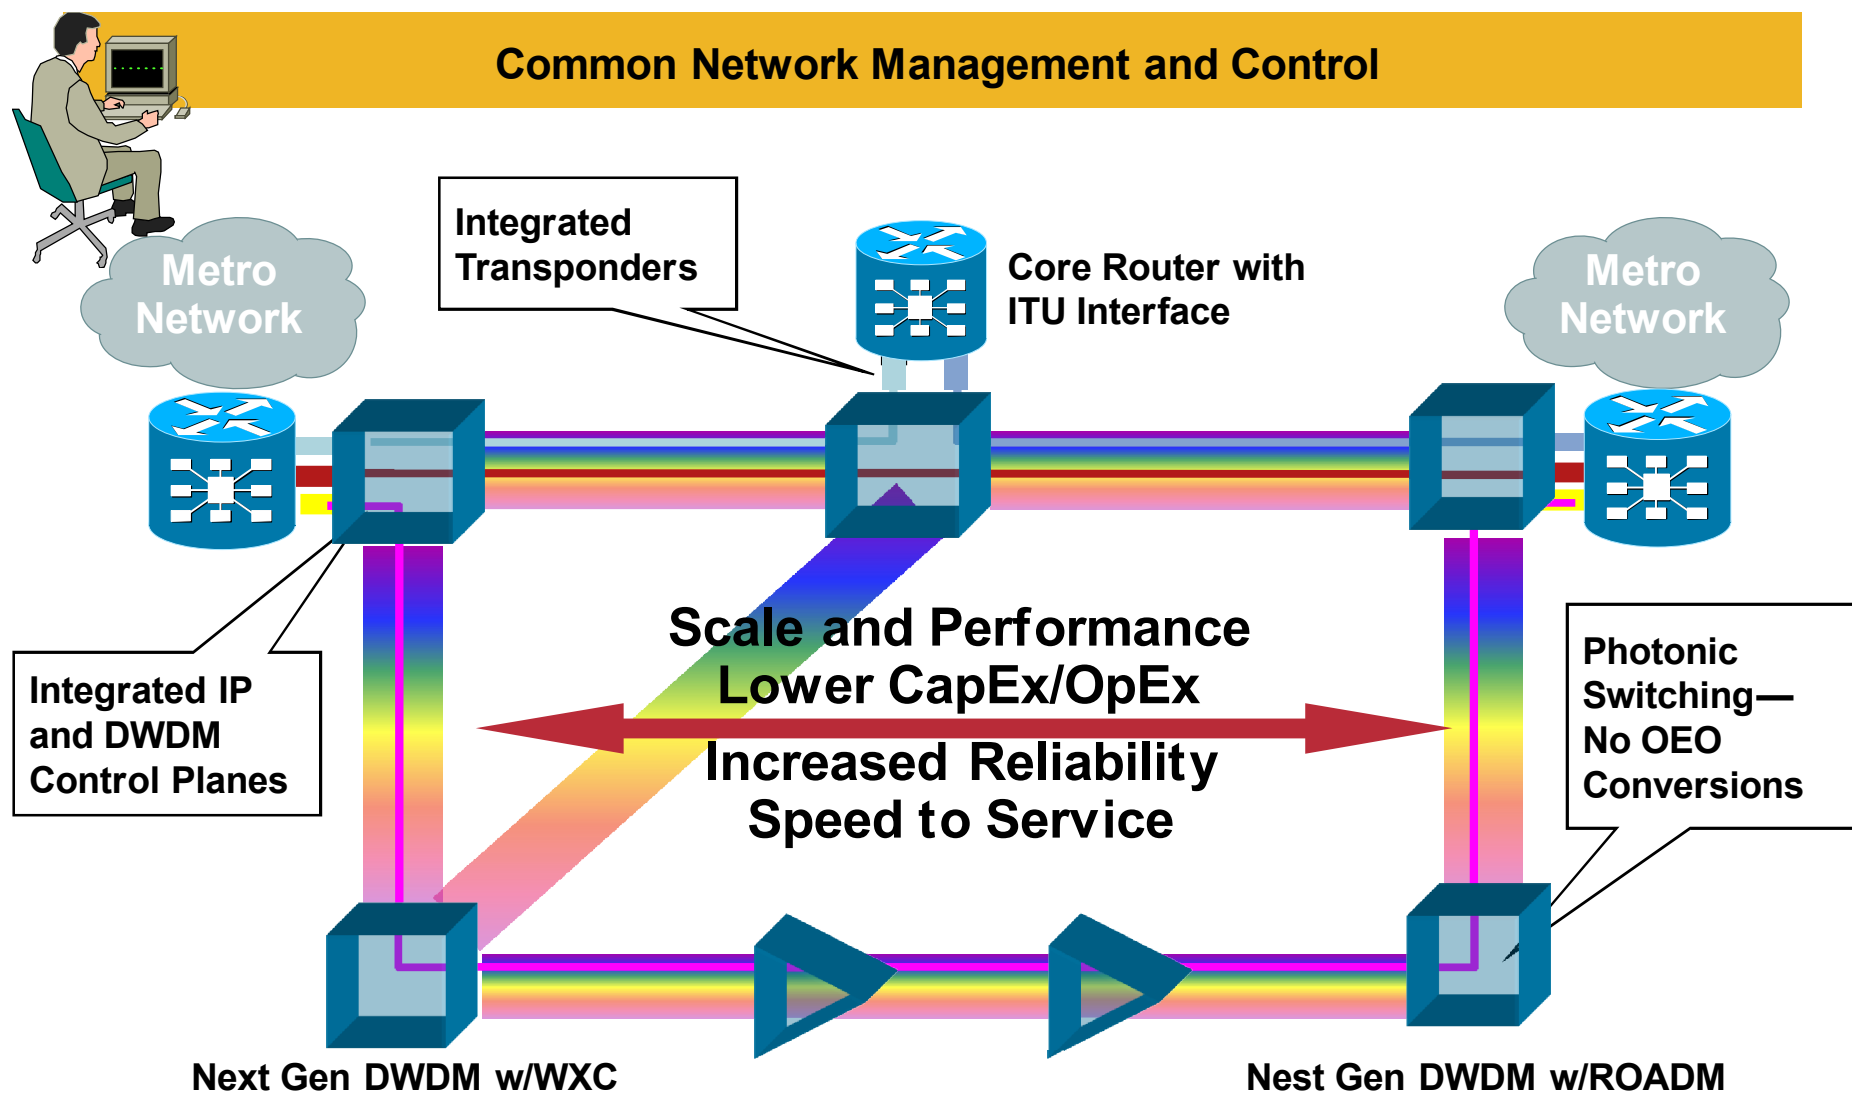 Common Network Management and Control
Integrated
Transponders
Core Router with
ITU Interface
Metro
Network
Metro
Network
Scale and Performance
Lower CapEx/OpEx
Increased Reliability
Speed to Service
Integrated IP
and DWDM
Control Planes
Photonic
Switching—
No OEO
Conversions
Next Gen DWDM w/WXC
Nest Gen DWDM w/ROADM